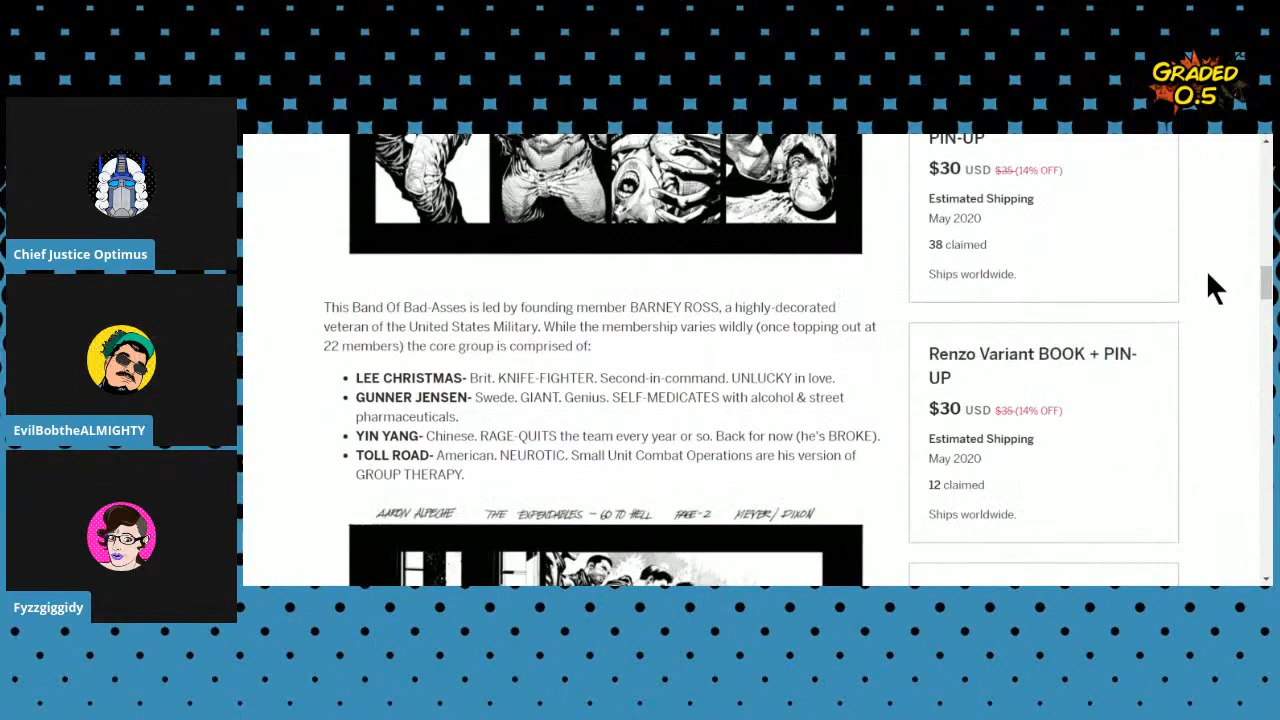 GRADED
0.5
Chief Justice Optimus
EvilBobtheALMIGHTY
Fyzzgiggidy
This Band Of Bad-Asses is led by founding member BARNEY ROSS, a highly-decorated
veteran of the United States Military. While the membership varies wildly (once topping out at
22 members) the core group is comprised of:
• LEE CHRISTMAS- Brit. KNIFE-FIGHTER. Second-in-command. UNLUCKY in love.
• GUNNER JENSEN- Swede. GIANT. Genius. SELF-MEDICATES with alcohol & street
pharmaceuticals.
• YIN YANG- Chinese. RAGE-QUITS the team every year or so. Back for now (he's BROKE).
• TOLL ROAD- American. NEUROTIC. Small Unit Combat Operations are his version of
GROUP THERAPY.
AARON ALPECHE THE EXPENDABLES - GO TO HELL PAGE-2 MEYER/DIXON
PIN-UP
$30 USD $35 (14% OFF)
Estimated Shipping
May 2020
38 claimed
Ships worldwide.
Renzo Variant BOOK + PIN-
UP
$30 USD $35 (14% OFF)
Estimated Shipping
May 2020
12 claimed
Ships worldwide.